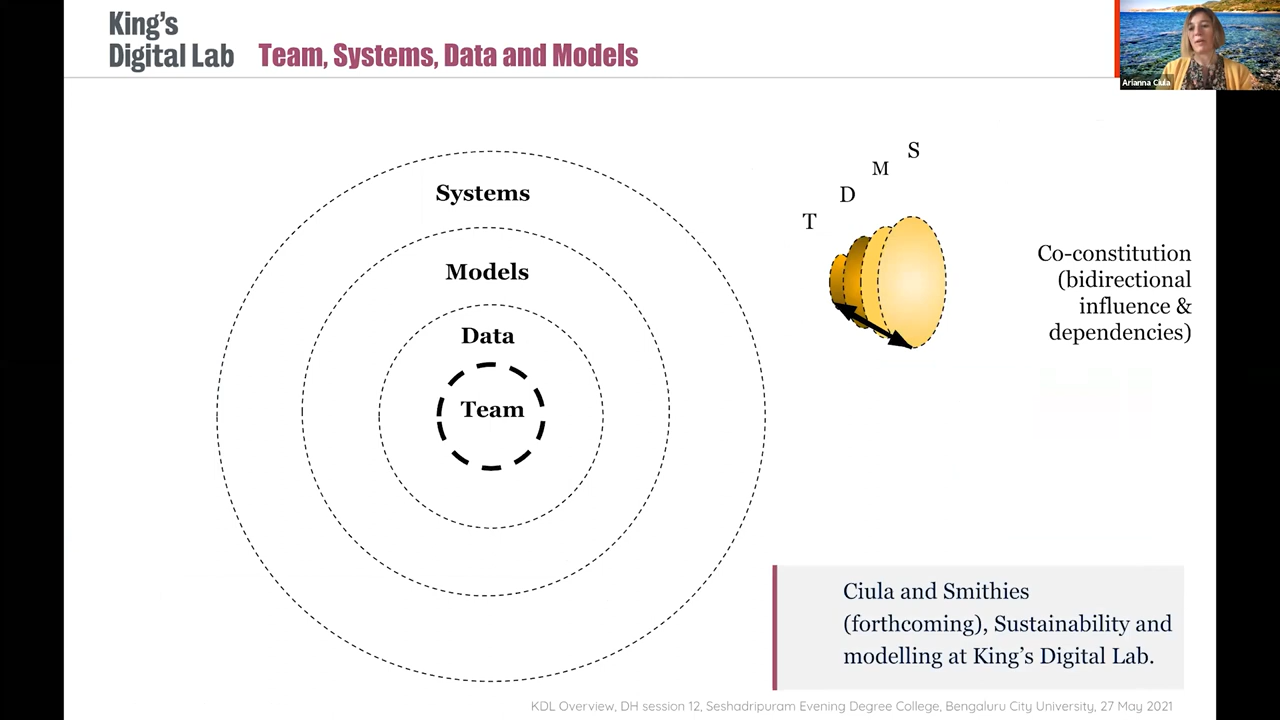 King's
Digital Lab
Team, Systems, Data and Models
Arianna Ciula
Systems
Models
Data
Team
S
M
D
T
Co-constitution
(bidirectional
influence &
dependencies)
Ciula and Smithies
(forthcoming), Sustainability and
modelling at King's Digital Lab.
KDL Overview, DH session 12, Seshadripuram Evening Degree College, Bengaluru City University, 27 May 2021